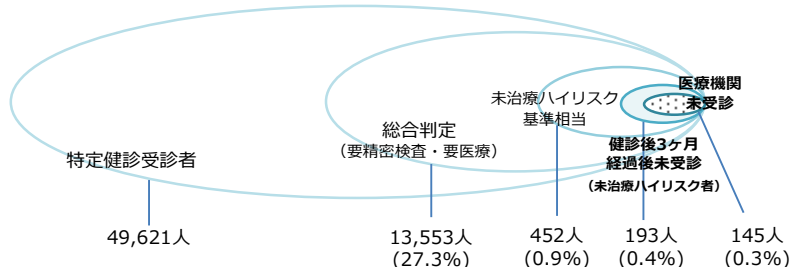 医療機関
未受診
未治療ハイリスク
基準相当
総合判定
（要精密検査・要医療）
健診後3ヶ月
経過後未受診
（未治療ハイリスク者）
特定健診受診者
49,621人
13,553人
(27.3%)
452人
(0.9%)
193人
(0.4%)
145人
(0.3%)